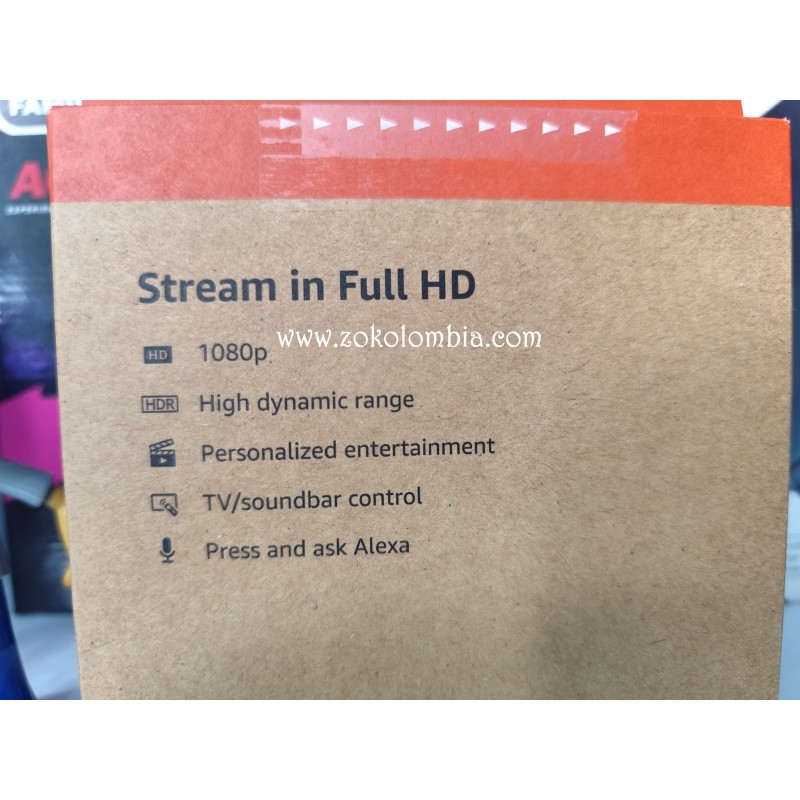 Stream in Full HD
www.zokolombia.com
HD 1080p
HDR High dynamic range
Personalized entertainment
TV/soundbar control
Press and ask Alexa